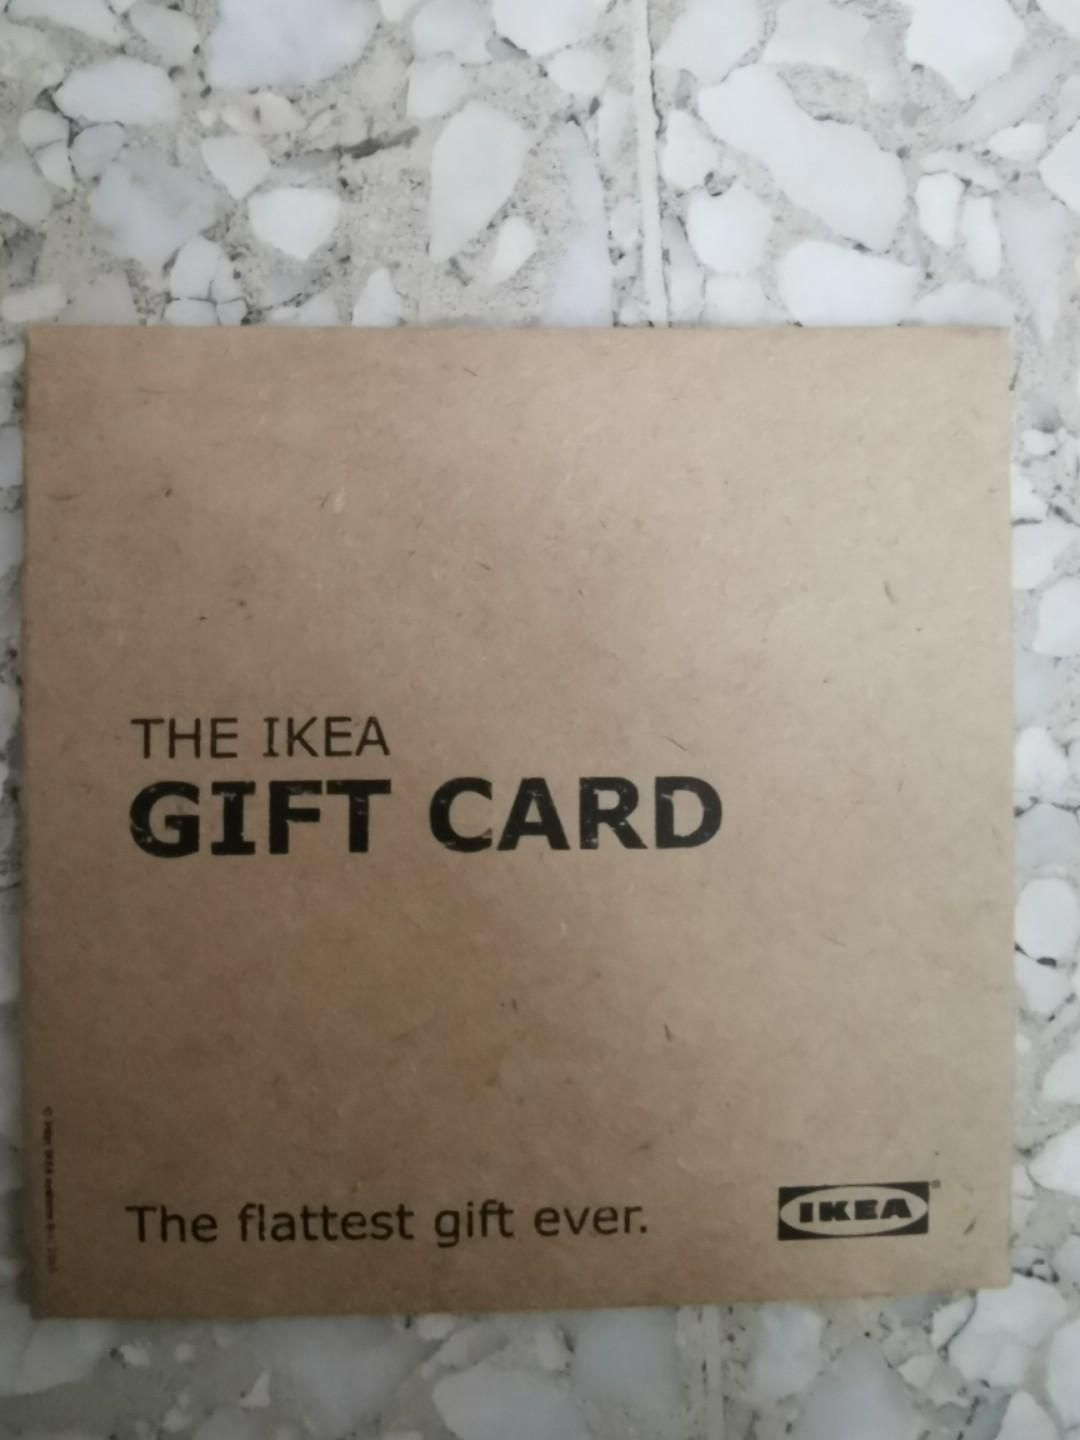 THE IKEA
GIFT CARD
The flattest gift ever.
IKEA®